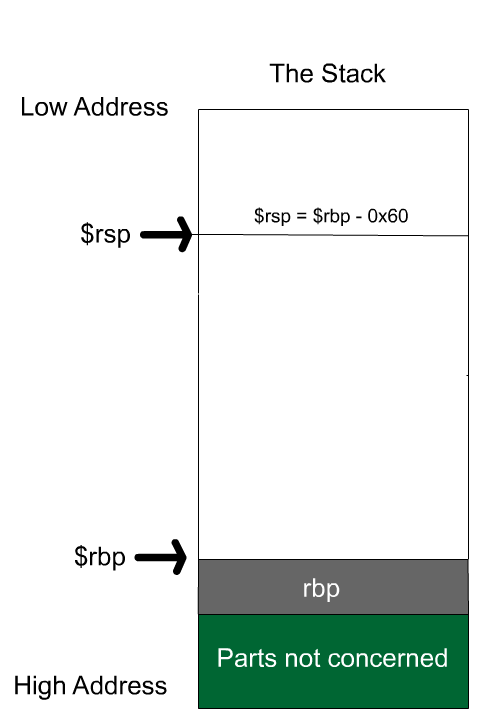 The Stack
Low Address
$rsp = $rbp - 0x60
$rsp
$rbp
rbp
Parts not concerned
High Address